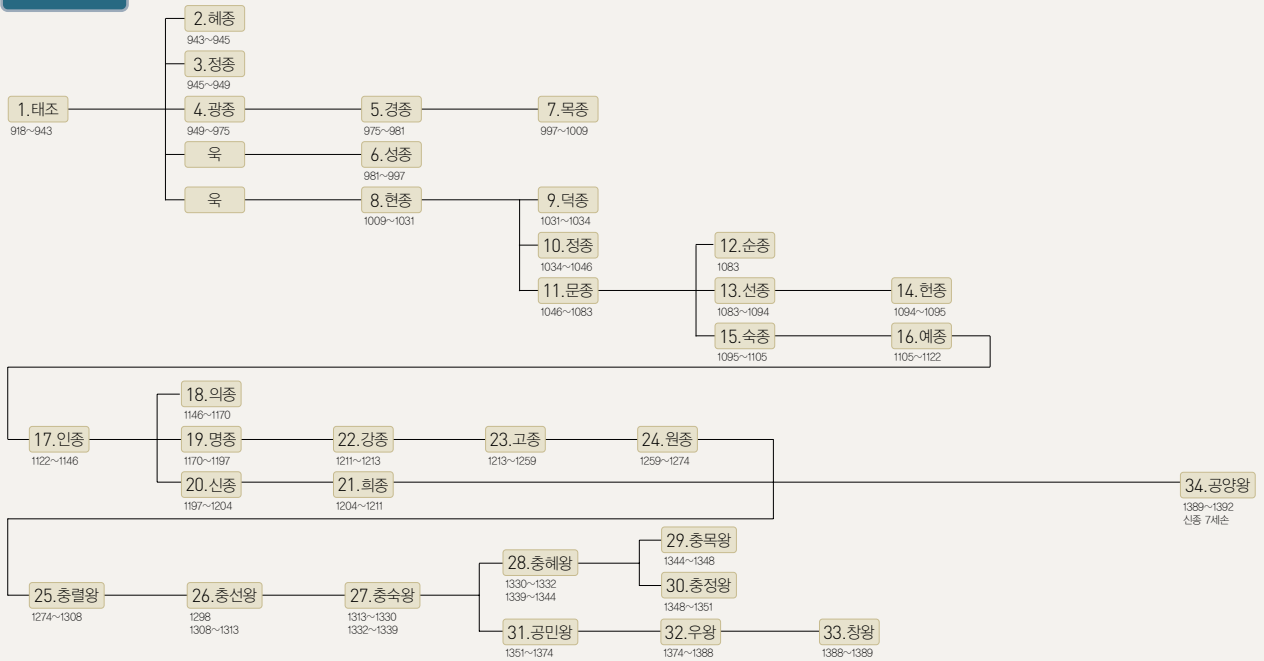 2.혜종
943~945
3.정종
945~949
1.태조
918~943
4.광종
949~975
5.경종
975~981
7.목종
997~1009
욱
6.성종
981~997
욱
8.현종
1009~1031
9.덕종
1031~1034
10.정종
1034~1046
12.순종
1083
11.문종
1046~1083
13.선종
1083~1094
14.헌종
1094~1095
15.숙종
1095~1105
16.예종
1105~1122
18.의종
1146~1170
17.인종
1122~1146
19.명종
1170~1197
22.강종
1211~1213
23.고종
1213~1259
24.원종
1259~1274
20.신종
1197~1204
21.희종
1204~1211
34.공양왕
1389~1392
신종 7세손
29.충목왕
1344~1348
28.충혜왕
1330~1332
1339~1344
30.충정왕
1348~1351
25.충렬왕
1274~1308
26.충선왕
1298
1308~1313
27.충숙왕
1313~1330
1332~1339
31.공민왕
1351~1374
32.우왕
1374~1388
33.창왕
1388~1389